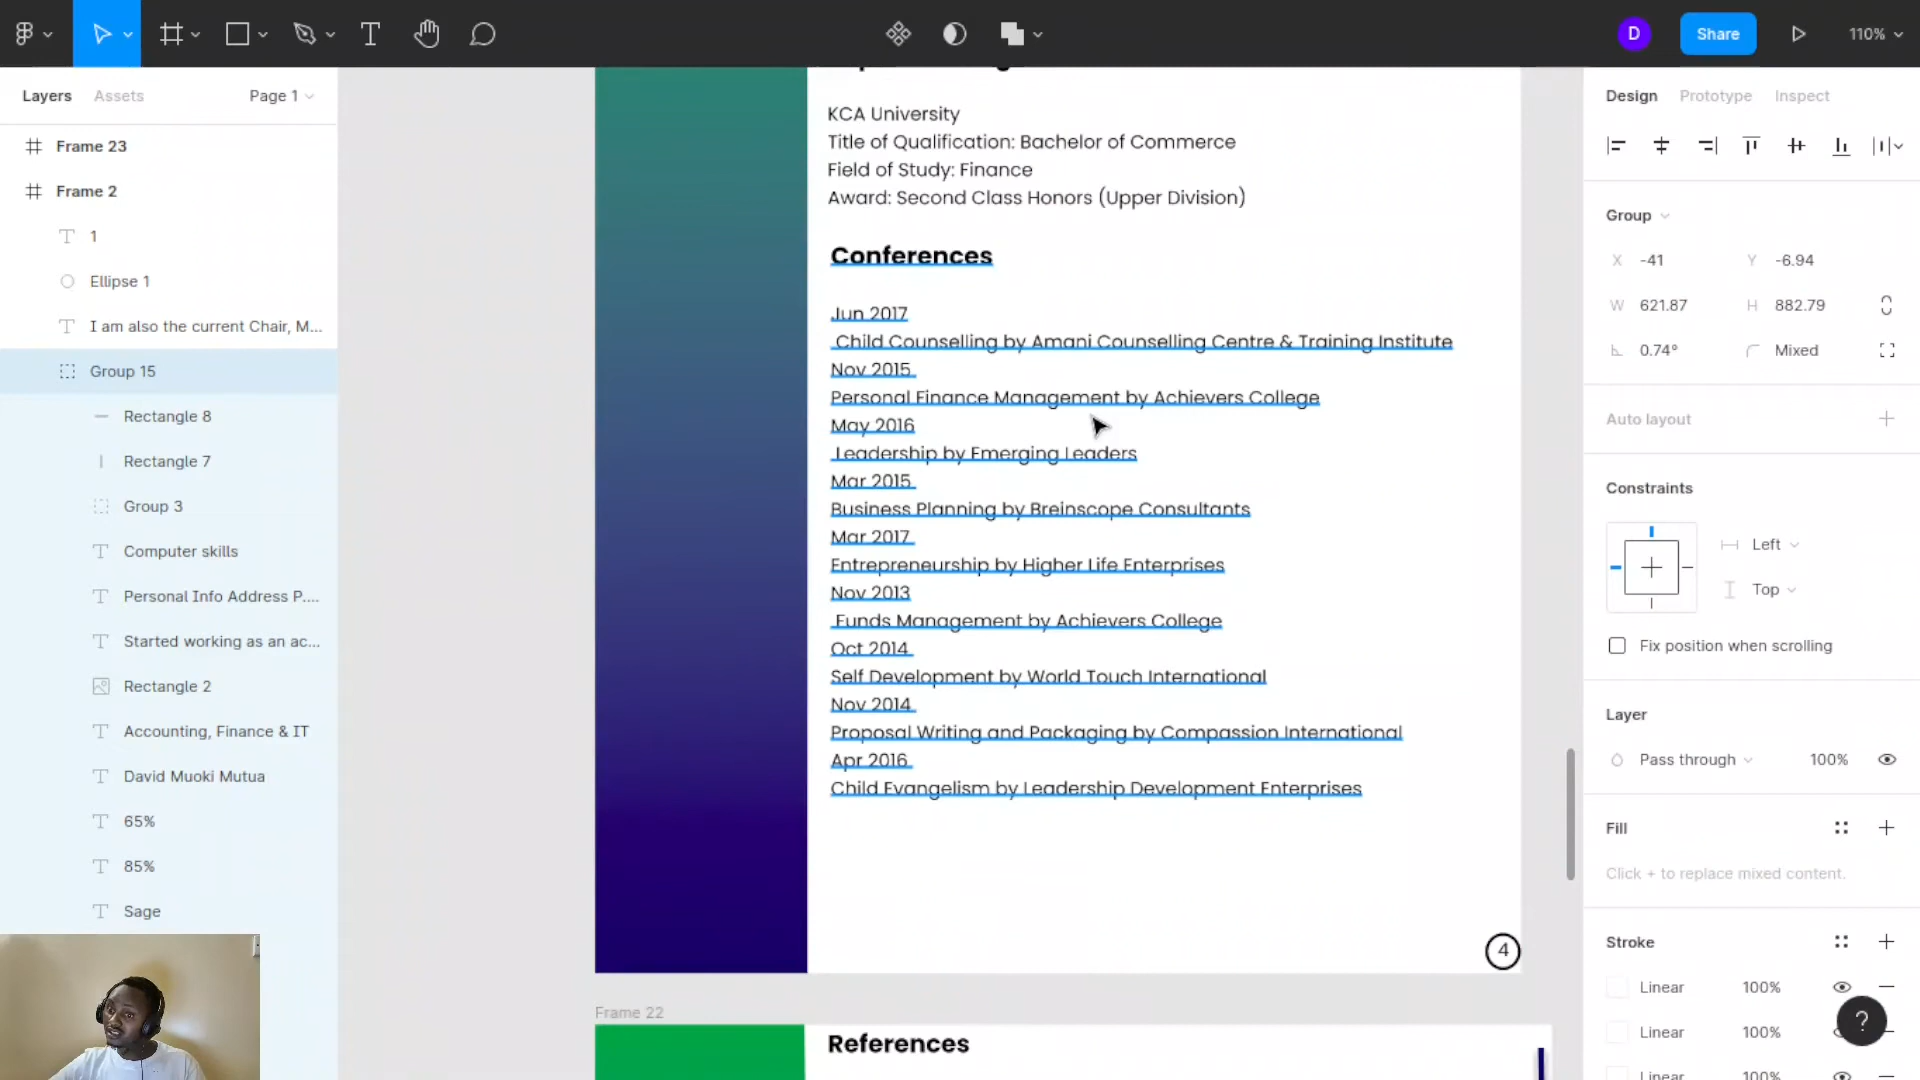 D
Share
110%
Layers
Assets
Page 1
Frame 23
Frame 2
1
Ellipse 1
I am also the current Chair, M...
Group 15
Rectangle 8
Rectangle 7
Group 3
Computer skills
Personal Info Address P....
Started working as an ac...
Rectangle 2
Accounting, Finance & IT
David Muoki Mutua
65%
85%
Sage
KCA University
Title of Qualification: Bachelor of Commerce
Field of Study: Finance
Award: Second Class Honors (Upper Division)
Conferences
Jun 2017
Child Counselling by Amani Counselling Centre & Training Institute
Nov 2015
Personal Finance Management by Achievers College
May 2016
Leadership by Emerging Leaders
Mar 2015
Business Planning by Breinscope Consultants
Mar 2017
Entrepreneurship by Higher Life Enterprises
Nov 2013
Funds Management by Achievers College
Oct 2014
Self Development by World Touch International
Nov 2014
Proposal Writing and Packaging by Compassion International
Apr 2016
Child Evangelism by Leadership Development Enterprises
4
Frame 22
References
Design
Prototype
Inspect
Group
X -41
Y -6.94
W 621.87
H 882.79
0.74°
Mixed
Auto layout
Constraints
Left
Top
Fix position when scrolling
Layer
Pass through
100%
Fill
Click + to replace mixed content.
Stroke
Linear 100%
Linear 100%
Linear 100%
?